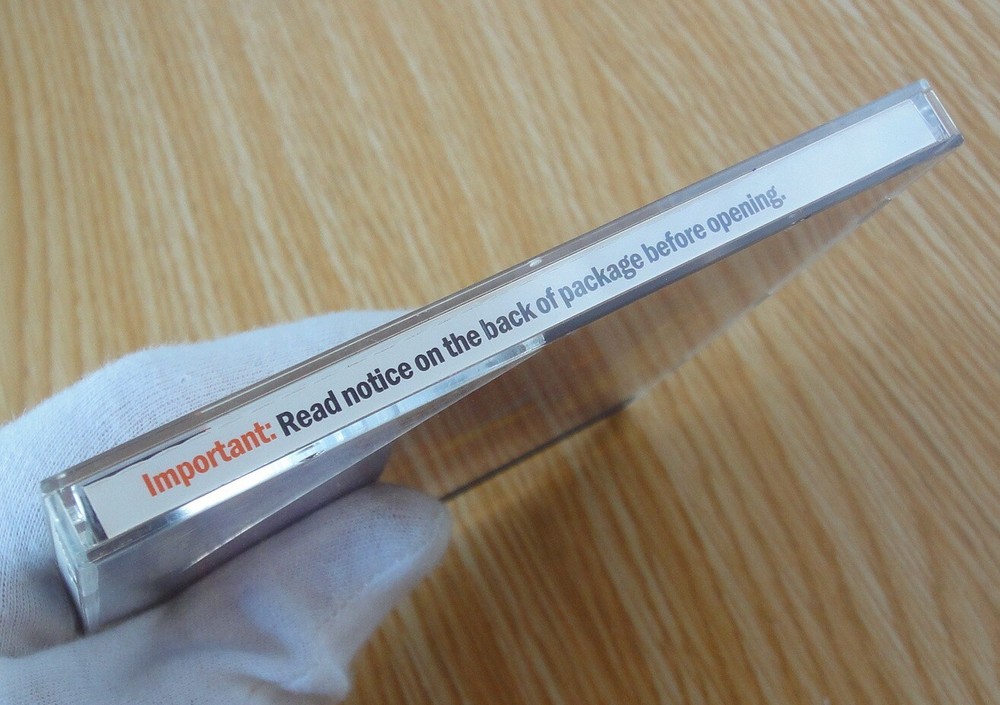 Important: Read notice on the back of package before opening.